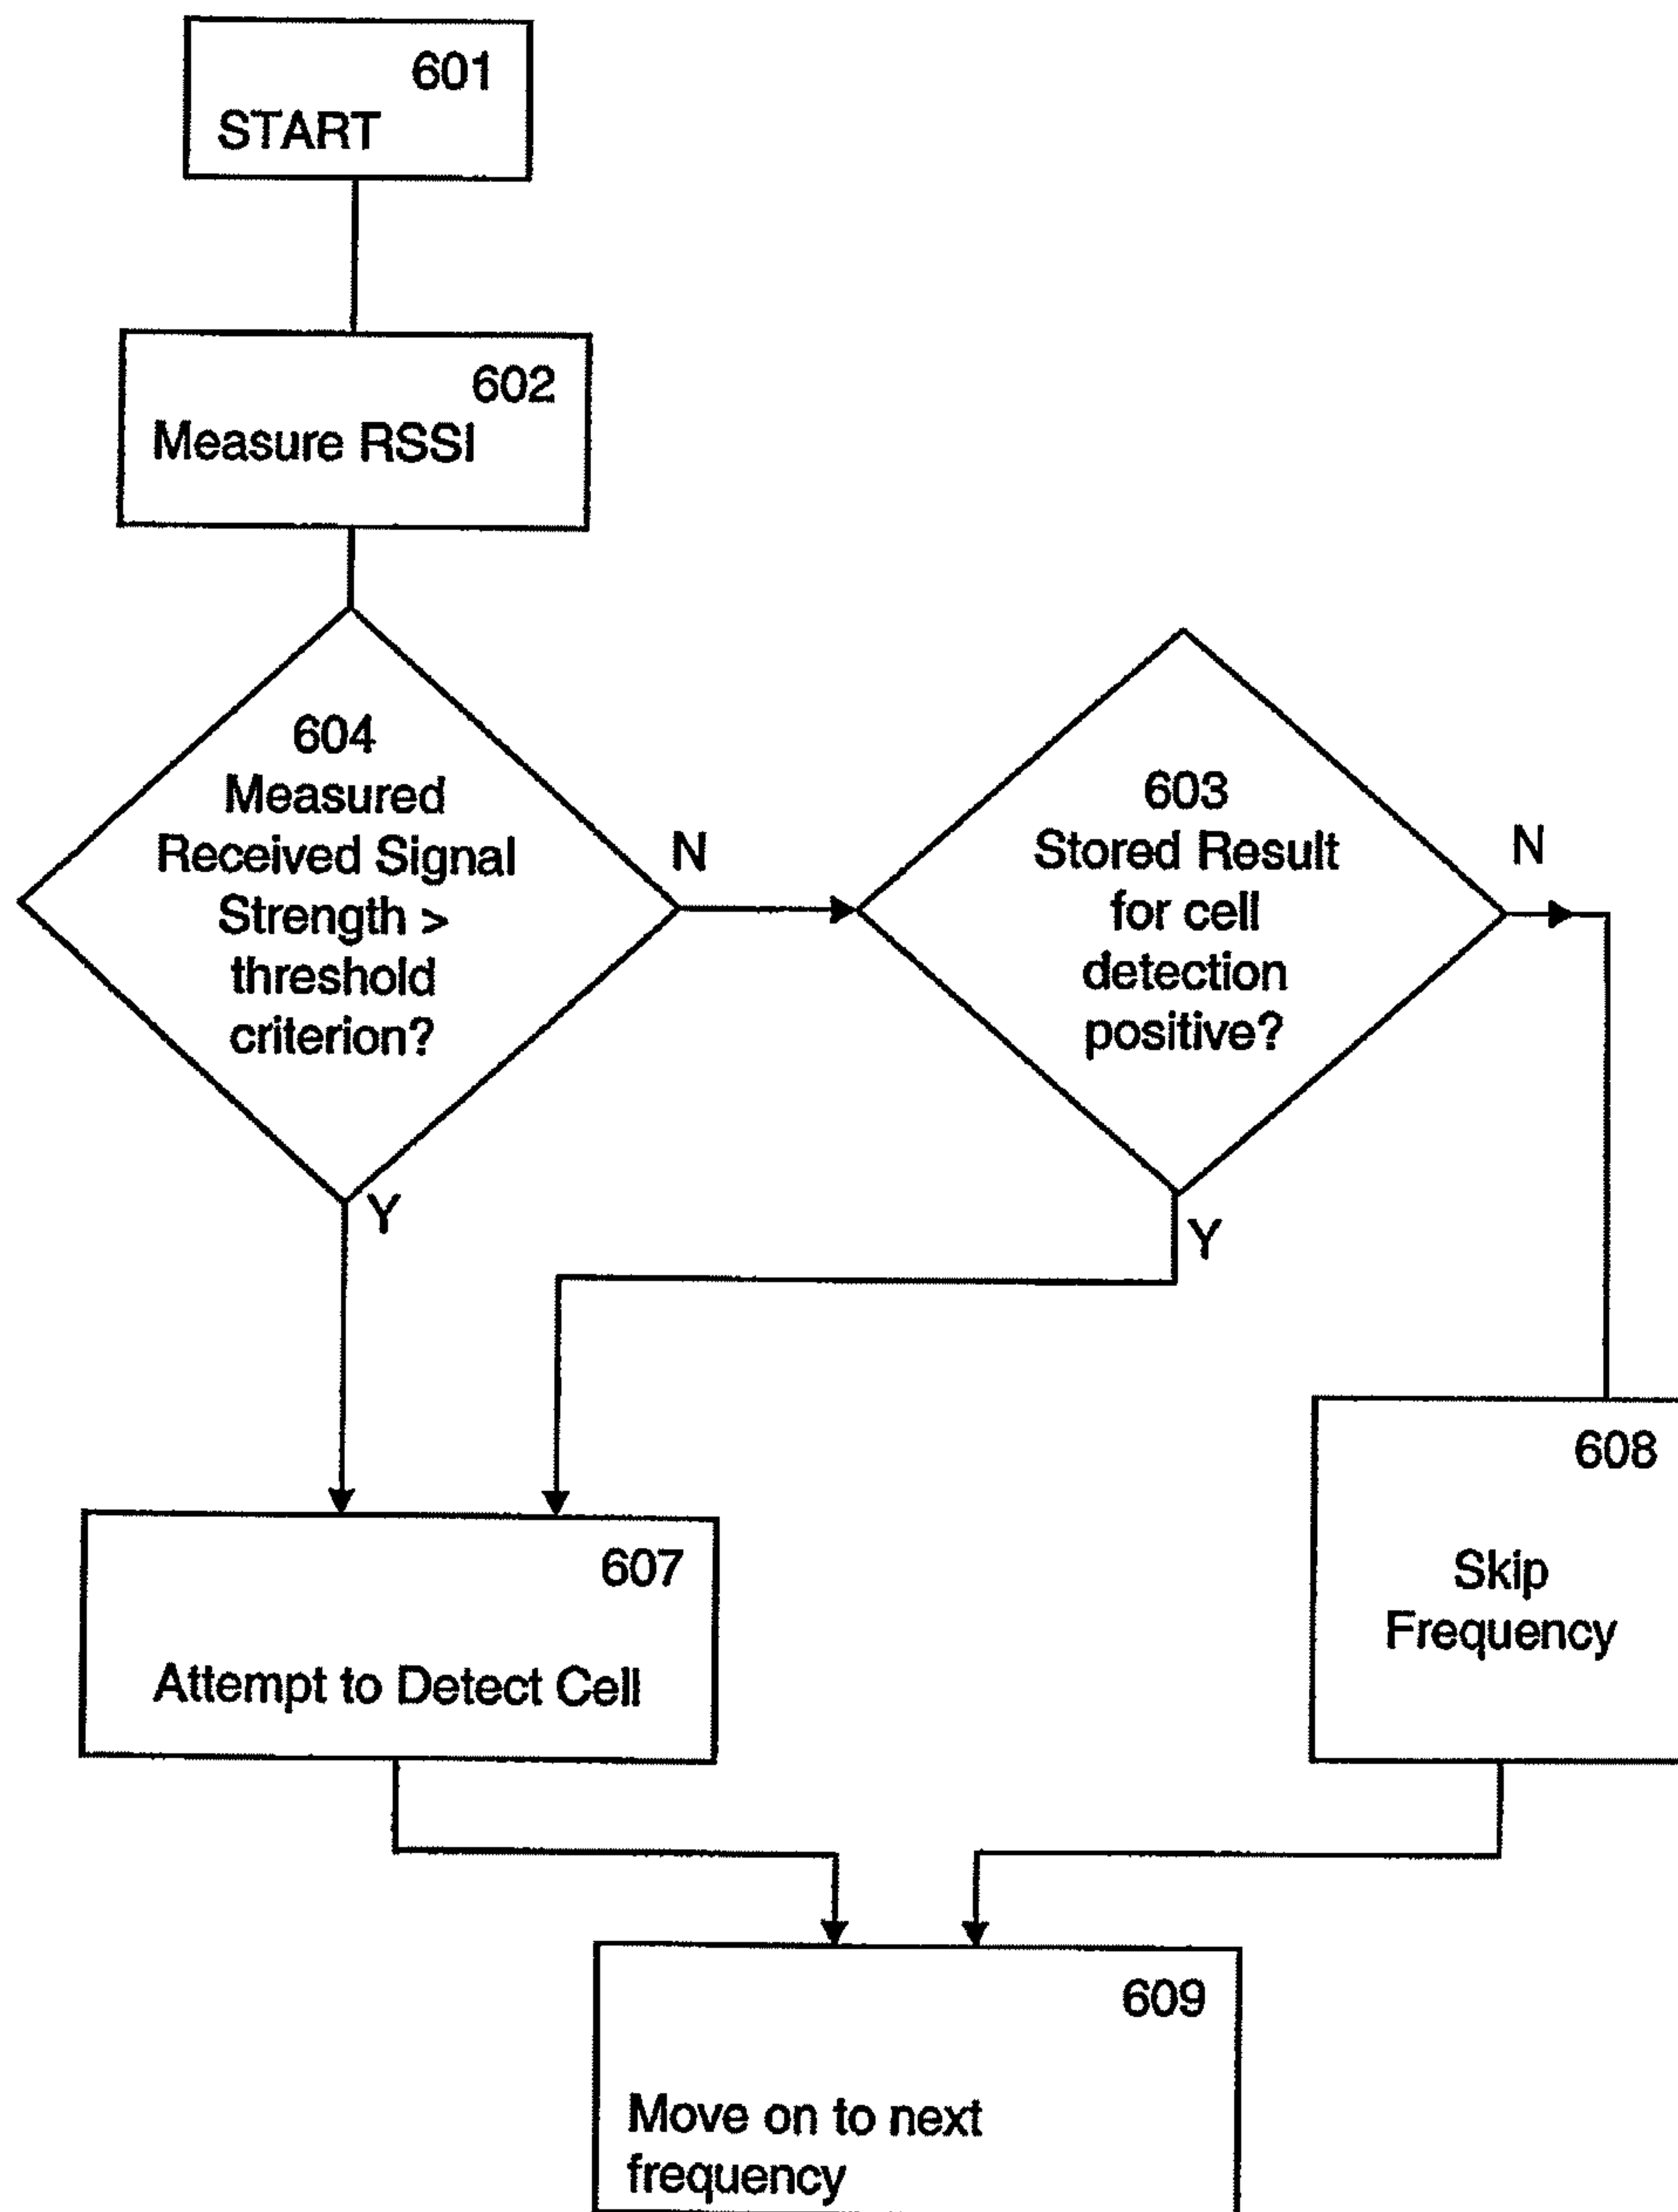 601
START
602
Measure RSSI
604
Measured
Received Signal
Strength >
threshold
criterion?
N
Y
603
Stored Result
for cell
detection
positive?
N
Y
607
Attempt to Detect Cell
608
Skip
Frequency
609
Move on to next
frequency